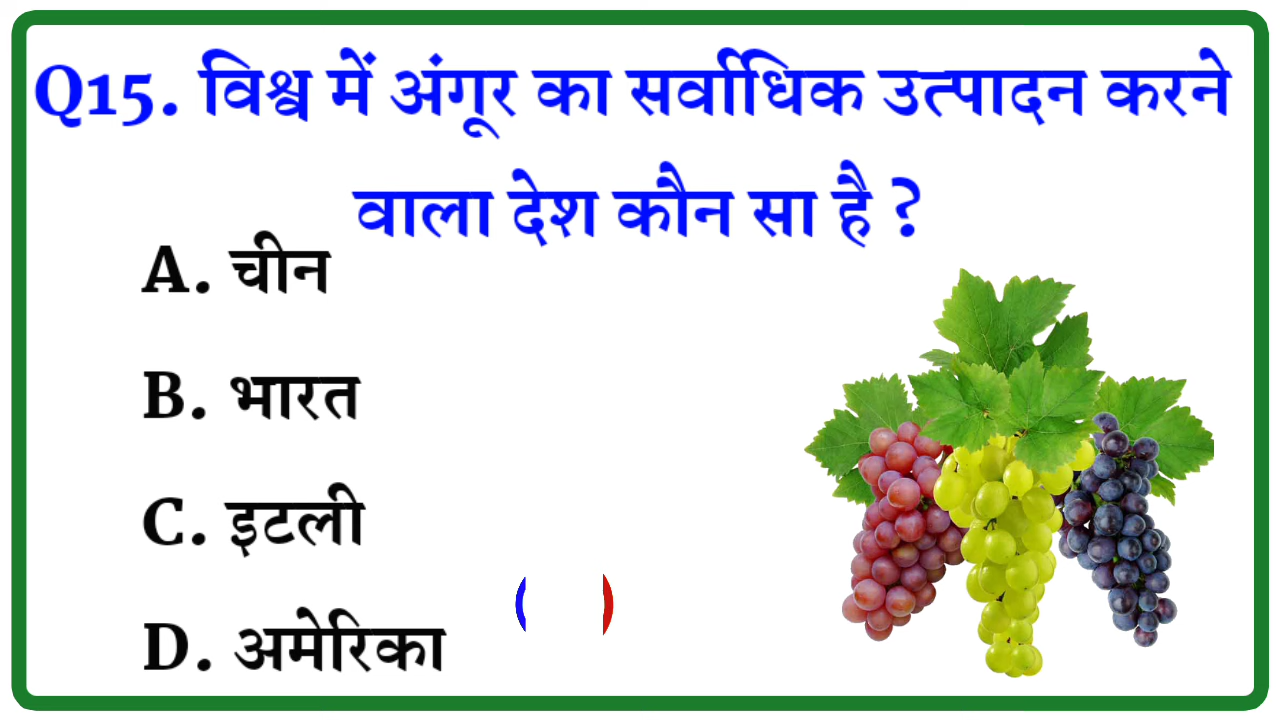 Q15. विश्व में अंगूर का सर्वाधिक उत्पादन करने
वाला देश कौन सा है ?
A. चीन
B. भारत
C. इटली
D. अमेरिका